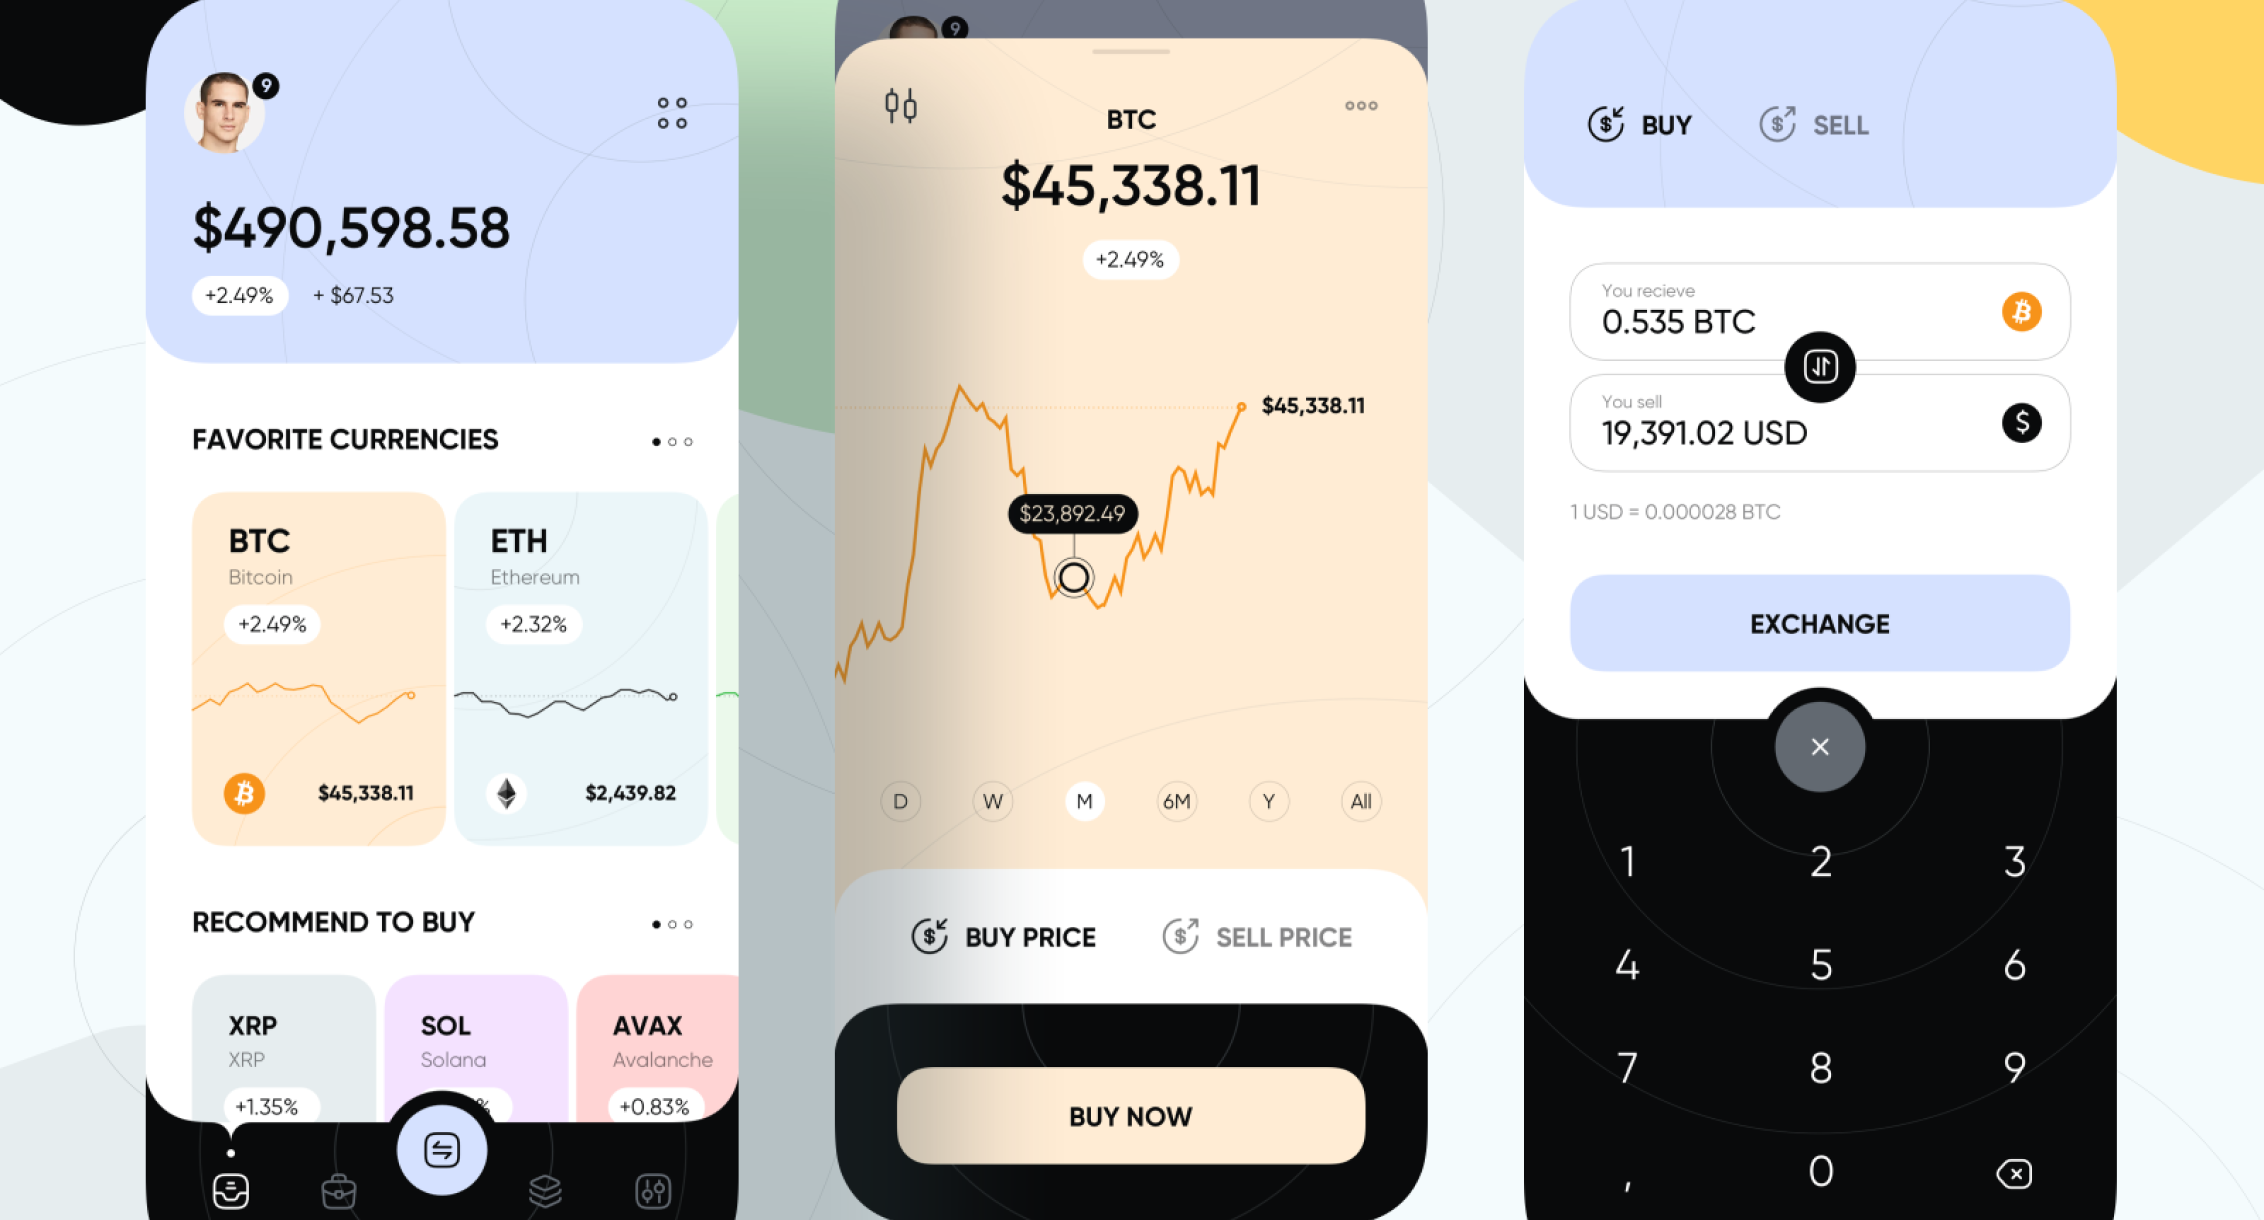 9
$490,598.58
+2.49%
+ $67.53
FAVORITE CURRENCIES
BTC
Bitcoin
+2.49%
$45,338.11
ETH
Ethereum
+2.32%
$2,439.82
RECOMMEND TO BUY
XRP
XRP
+1.35%
SOL
Solana
%
AVAX
Avalanche
+0.83%
9
BTC
$45,338.11
+2.49%
$45,338.11
$23,892.49
D W M 6M Y All
BUY PRICE
SELL PRICE
BUY NOW
BUY
SELL
You recieve
0.535 BTC
You sell
19,391.02 USD
1 USD = 0.000028 BTC
EXCHANGE
1 2 3
4 5 6
7 8 9
, 0